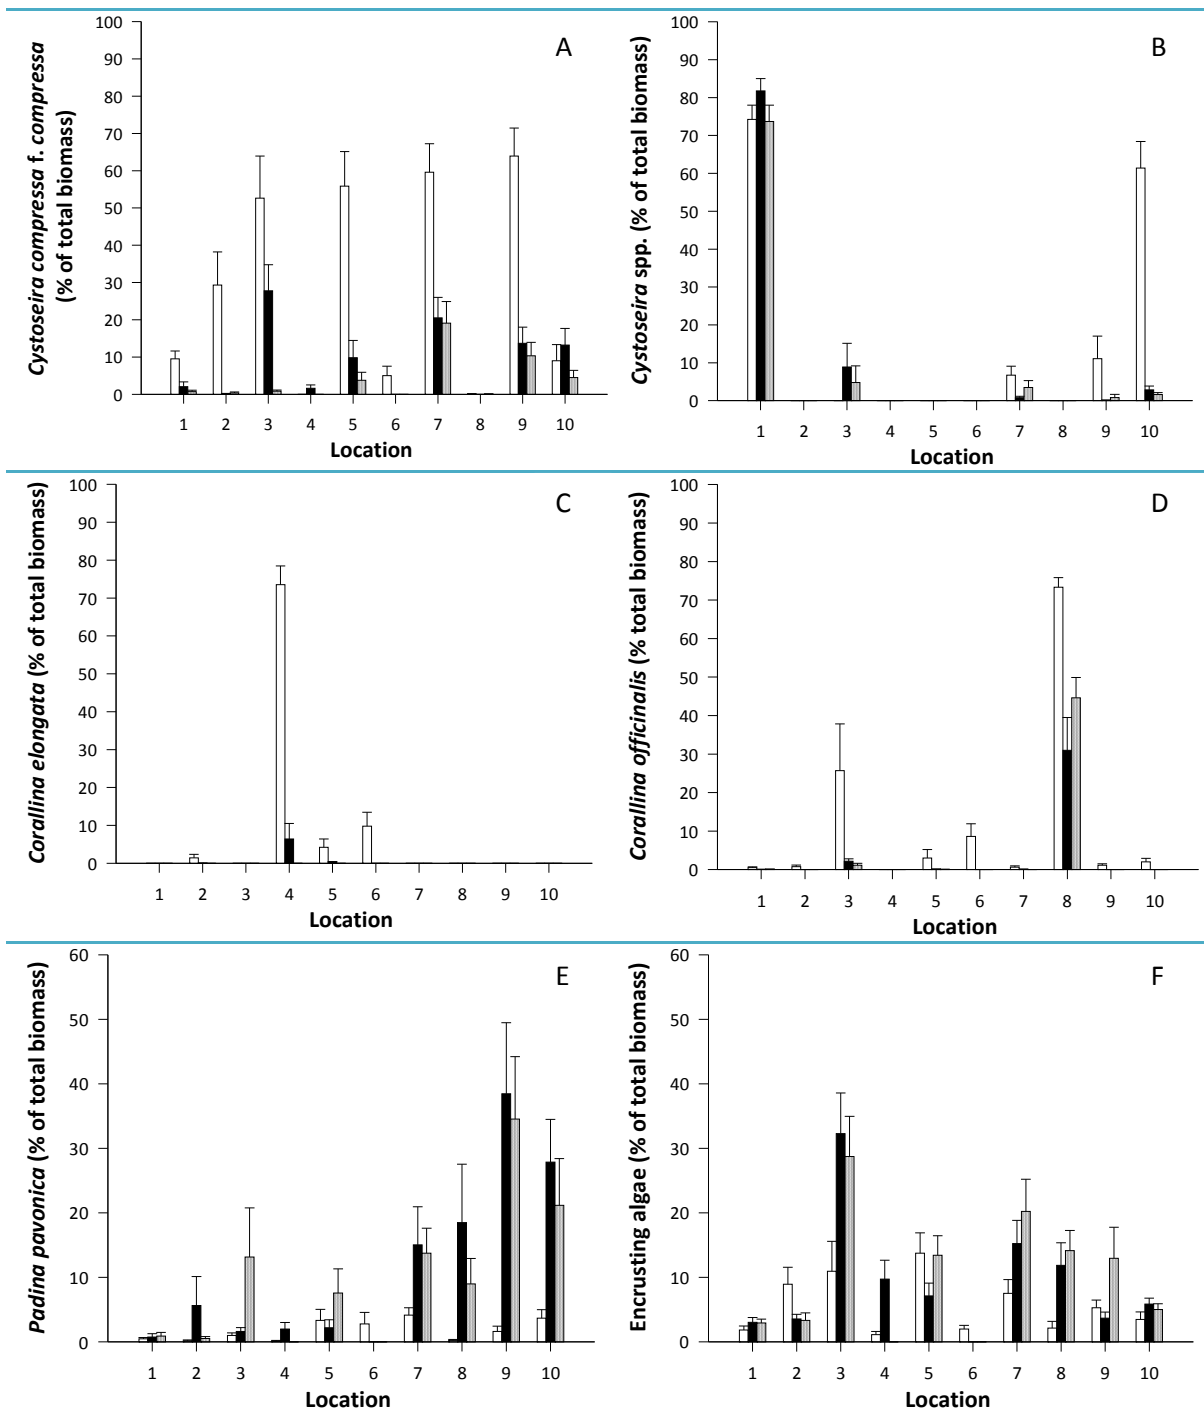 A
Cystoseira compressa f. compressa
(% of total biomass)
100
90
80
70
60
50
40
30
20
10
0
1 2 3 4 5 6 7 8 9 10
Location
B
Cystoseira spp. (% of total biomass)
100
90
80
70
60
50
40
30
20
10
0
1 2 3 4 5 6 7 8 9 10
Location
C
Corallina elongata (% of total biomass)
100
90
80
70
60
50
40
30
20
10
0
1 2 3 4 5 6 7 8 9 10
Location
D
Corallina officinalis (% total biomass)
100
90
80
70
60
50
40
30
20
10
0
1 2 3 4 5 6 7 8 9 10
Location
E
Padina pavonica (% of total biomass)
60
50
40
30
20
10
0
1 2 3 4 5 6 7 8 9 10
Location
F
Encrusting algae (% of total biomass)
60
50
40
30
20
10
0
1 2 3 4 5 6 7 8 9 10
Location